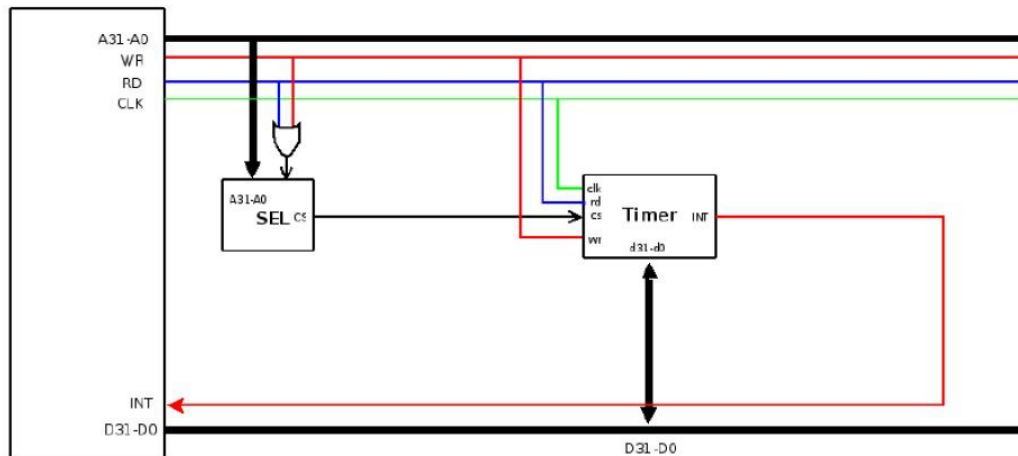 A31-A0
WR
RD
CLK
A31-A0
SEL
CS
clk
rd
cs
wr
Timer
INT
d31-d0
INT
D31-D0
D31-D0